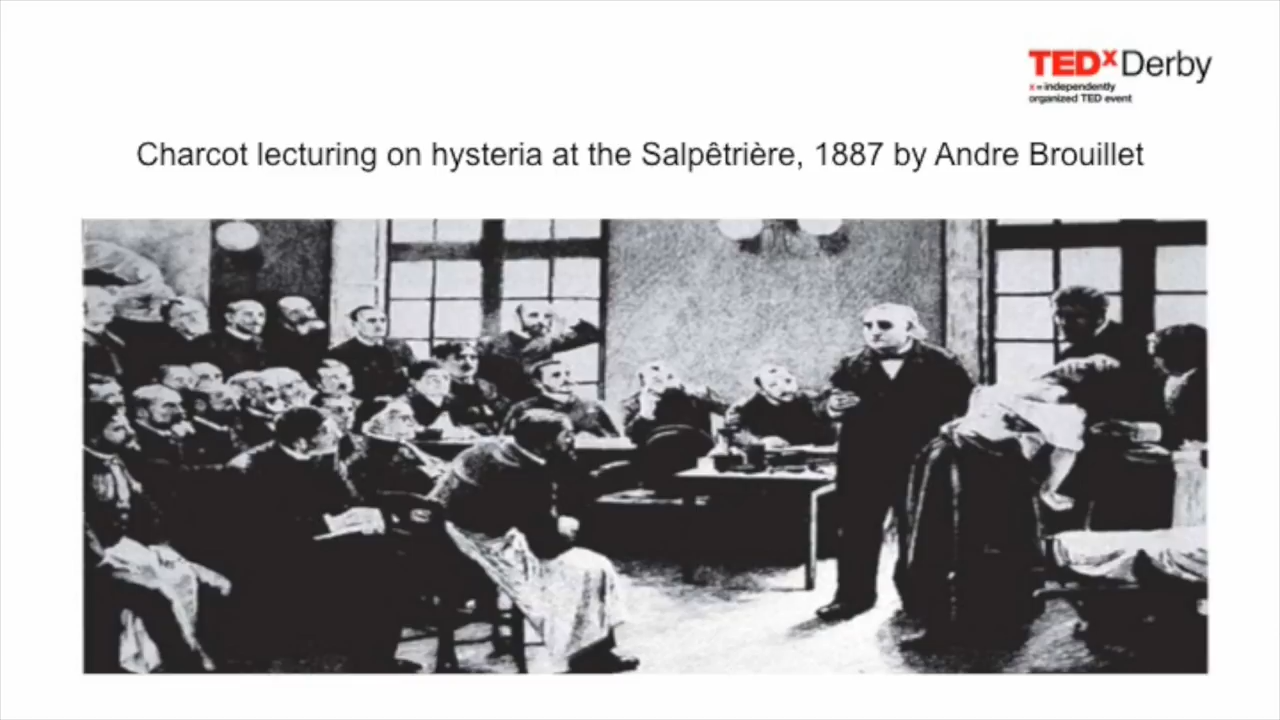 TEDxDerby
x = independently
organized TED event
Charcot lecturing on hysteria at the Salpêtrière, 1887 by Andre Brouillet